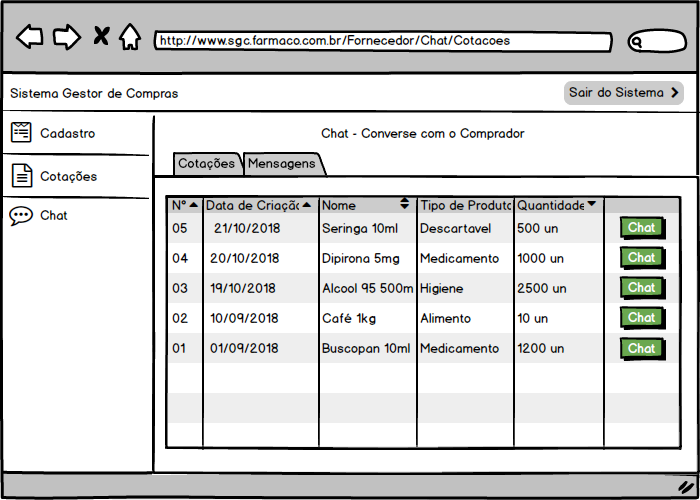 http://www.sgc.farmaco.com.br/Fornecedor/Chat/Cotacoes
Sistema Gestor de Compras
Sair do Sistema
Cadastro
Cotações
Chat
Chat - Converse com o Comprador
Cotações Mensagens
Nº Data de Criação Nome Tipo de Produto Quantidade
05 21/10/2018 Seringa 10ml Descartavel 500 un Chat
04 20/10/2018 Dipirona 5mg Medicamento 1000 un Chat
03 19/10/2018 Alcool 95 500m Higiene 2500 un Chat
02 10/09/2018 Café 1kg Alimento 10 un Chat
01 01/09/2018 Buscopan 10ml Medicamento 1200 un Chat